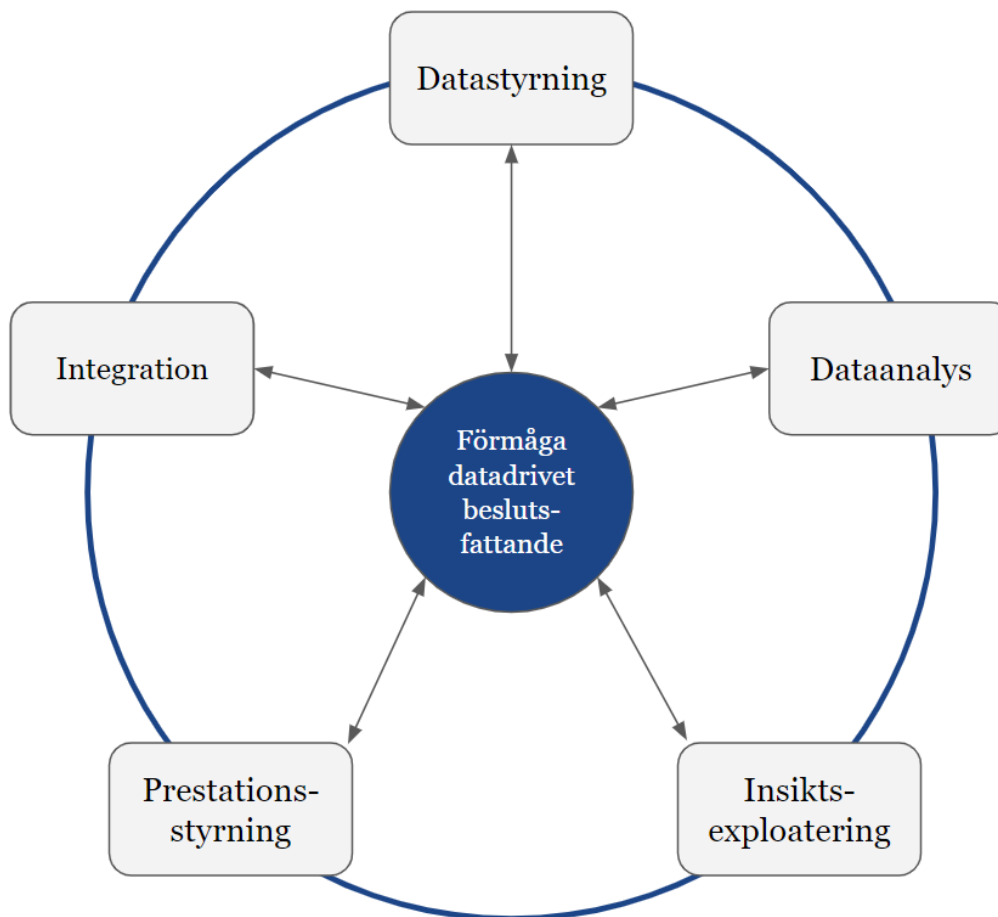 Datastyrning
Integration
Dataanalys
Förmåga
datadrivet
besluts-
fattande
Prestations-
styrning
Insikts-
exploatering